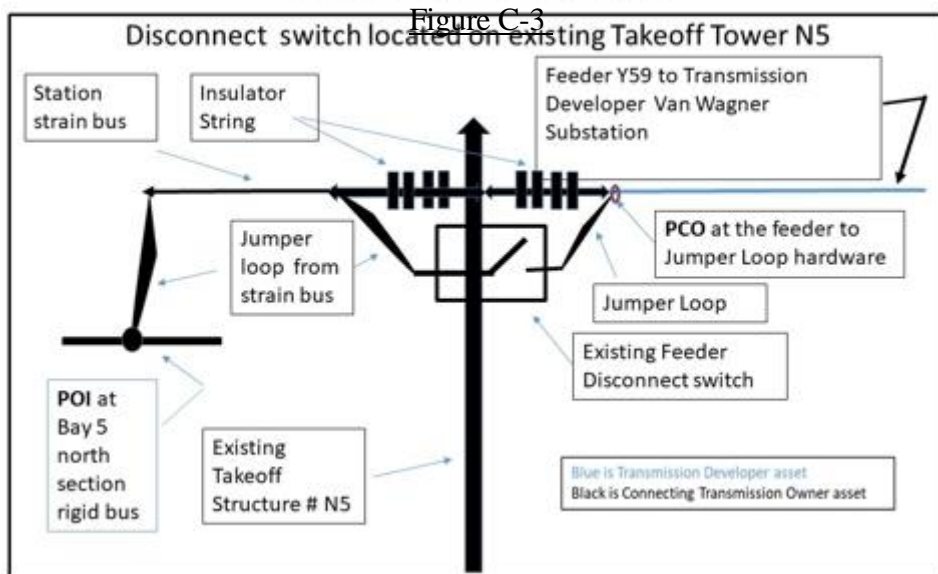 Figure C-3
Disconnect switch located on existing Takeoff Tower N5
Station
strain bus
Insulator
String
Feeder Y59 to Transmission
Developer Van Wagner
Substation
Jumper
loop from
strain bus
PCO at the feeder to
Jumper Loop hardware
Jumper Loop
Existing Feeder
Disconnect switch
POI at
Bay 5
north
section
rigid bus
Existing
Takeoff
Structure # N5
Blue is Transmission Developer asset
Black is Connecting Transmission Owner asset